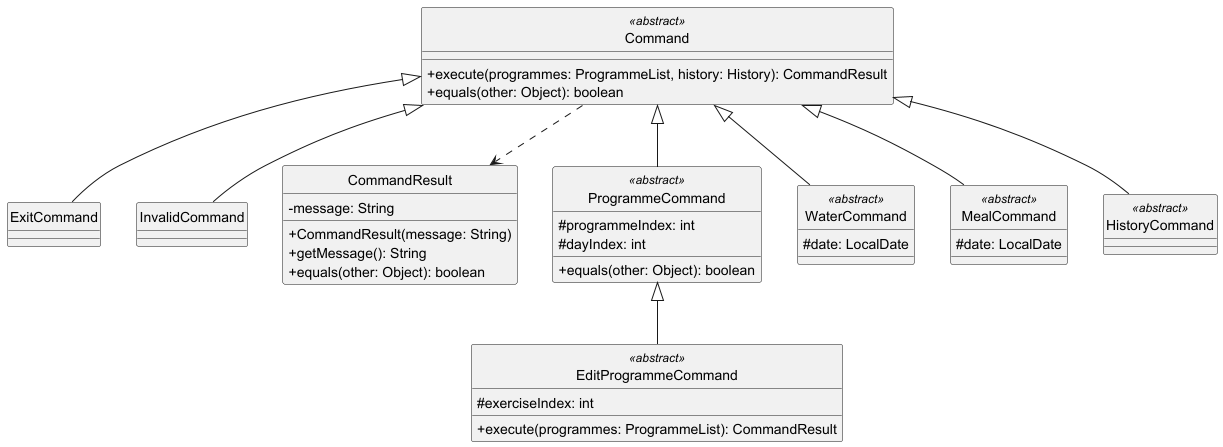 «abstract»
Command
+execute(programmes: ProgrammeList, history: History): CommandResult
+equals(other: Object): boolean
ExitCommand
InvalidCommand
CommandResult
-message: String
+CommandResult(message: String)
+getMessage(): String
+equals(other: Object): boolean
«abstract»
ProgrammeCommand
#programmeIndex: int
#dayIndex: int
+equals(other: Object): boolean
«abstract»
WaterCommand
#date: LocalDate
«abstract»
MealCommand
#date: LocalDate
«abstract»
HistoryCommand
«abstract»
EditProgrammeCommand
#exerciseIndex: int
+execute(programmes: ProgrammeList): CommandResult